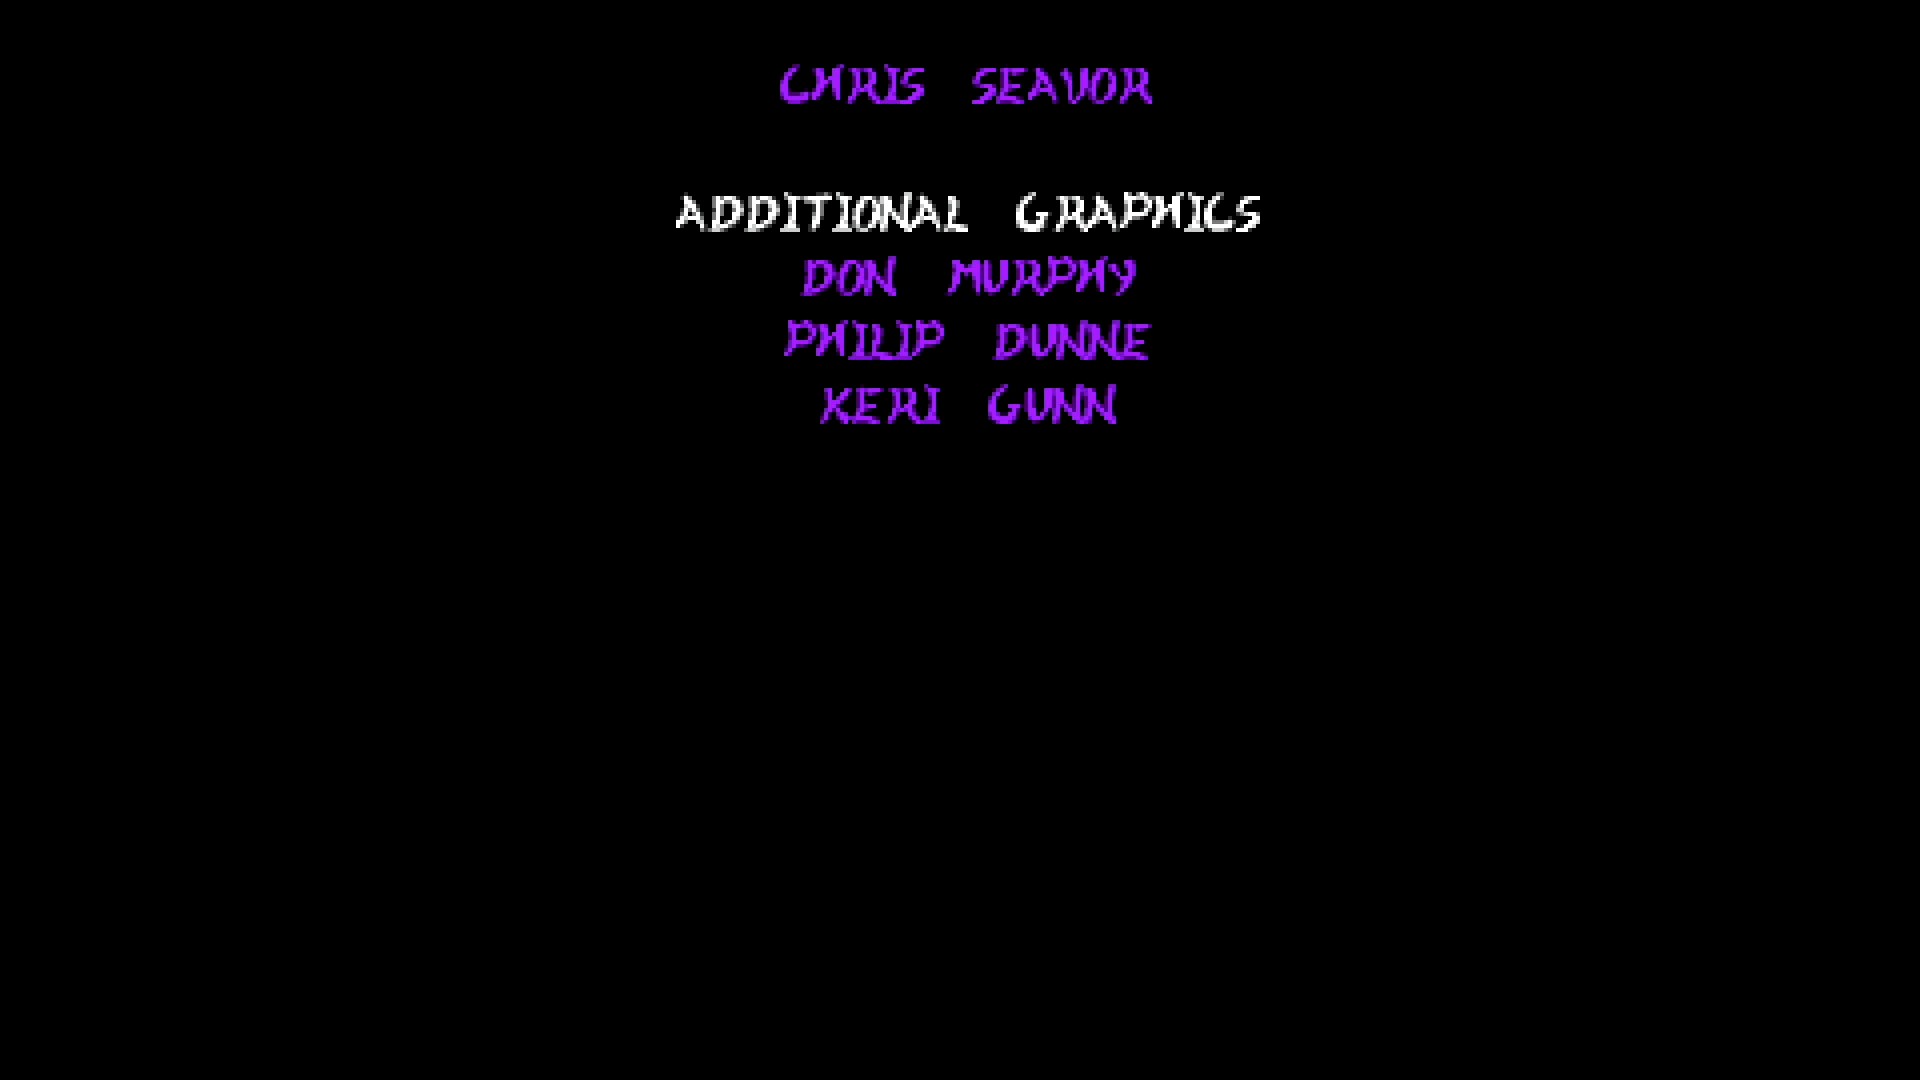 CHRIS SEAVOR
ADDITIONAL GRAPHICS
DON MURPHY
PHILIP DUNNE
KERI GUNN